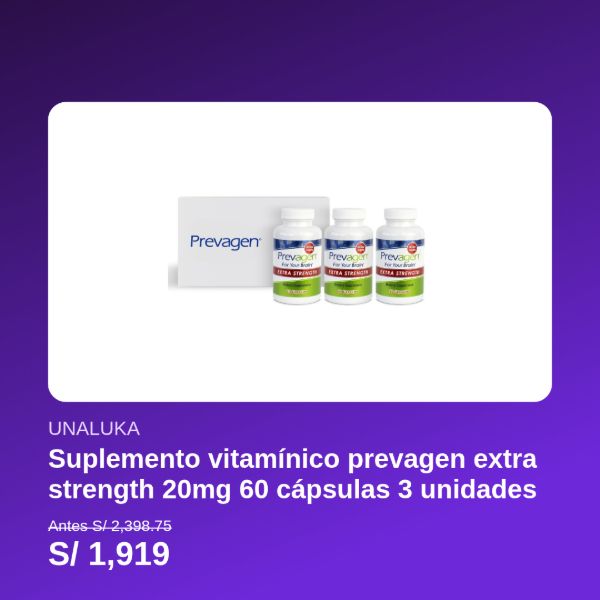 Prevagen®
Prevagen Prevagen Prevagen
For Your Brain! For Your Brain! For Your Brain!
EXTRA STRENGTH EXTRA STRENGTH EXTRA STRENGTH
UNALUKA
Suplemento vitamínico prevagen extra
strength 20mg 60 cápsulas 3 unidades
Antes S/ 2,398.75
S/ 1,919